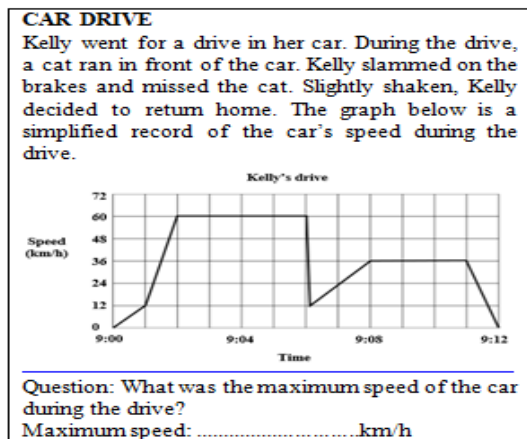 CAR DRIVE
Kelly went for a drive in her car. During the drive,
a cat ran in front of the car. Kelly slammed on the
brakes and missed the cat. Slightly shaken, Kelly
decided to return home. The graph below is a
simplified record of the car's speed during the
drive.
Kelly's drive
72
60
Speed
(km/h)
48
36
24
12
0
9:00 9:04 9:08 9:12
Time
Question: What was the maximum speed of the car
during the drive?
Maximum speed: ............................km/h